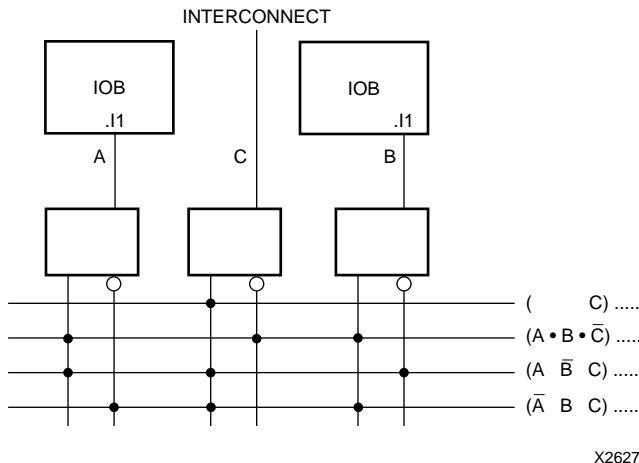 INTERCONNECT
IOB
.I1
IOB
.I1
A
C
B
( C) .....
(A • B • C̅) .....
(A B̅ C) .....
(A̅ B C) .....
X2627